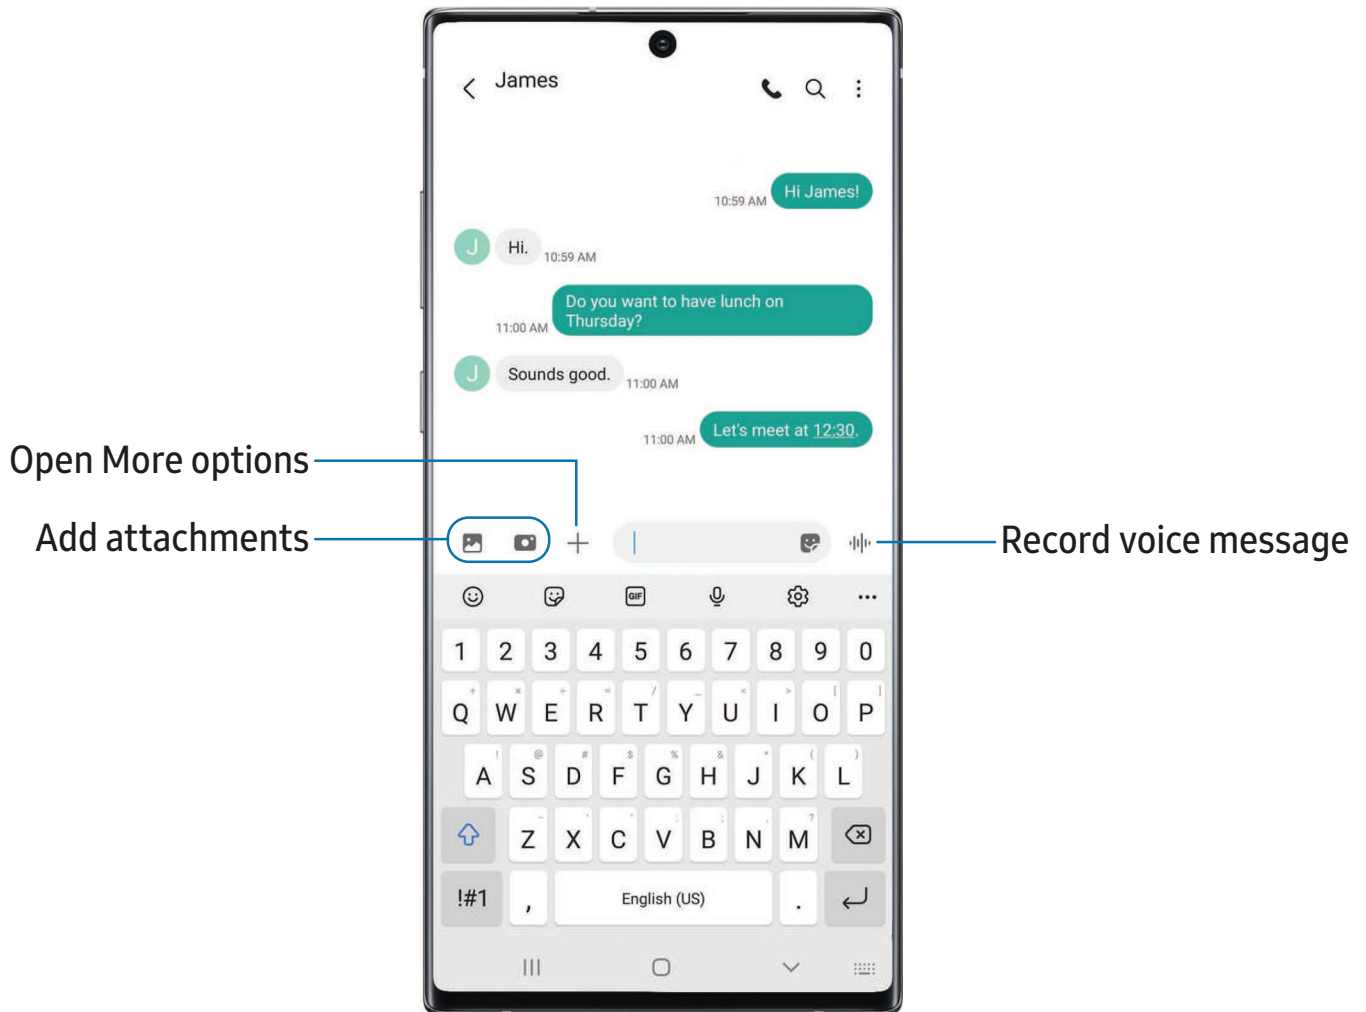 James
Hi James!
10:59 AM
J
Hi.
10:59 AM
Do you want to have lunch on
Thursday?
11:00 AM
J
Sounds good.
11:00 AM
Let's meet at 12:30.
11:00 AM
Open More options
Add attachments
Record voice message
GIF
1 2 3 4 5 6 7 8 9 0
+ × ÷ = / _ < > [ ]
Q W E R T Y U I O P
! @ # $ % & * ( )
A S D F G H J K L
- ' " : ; , ?
Z X C V B N M
!#1 , English (US) .